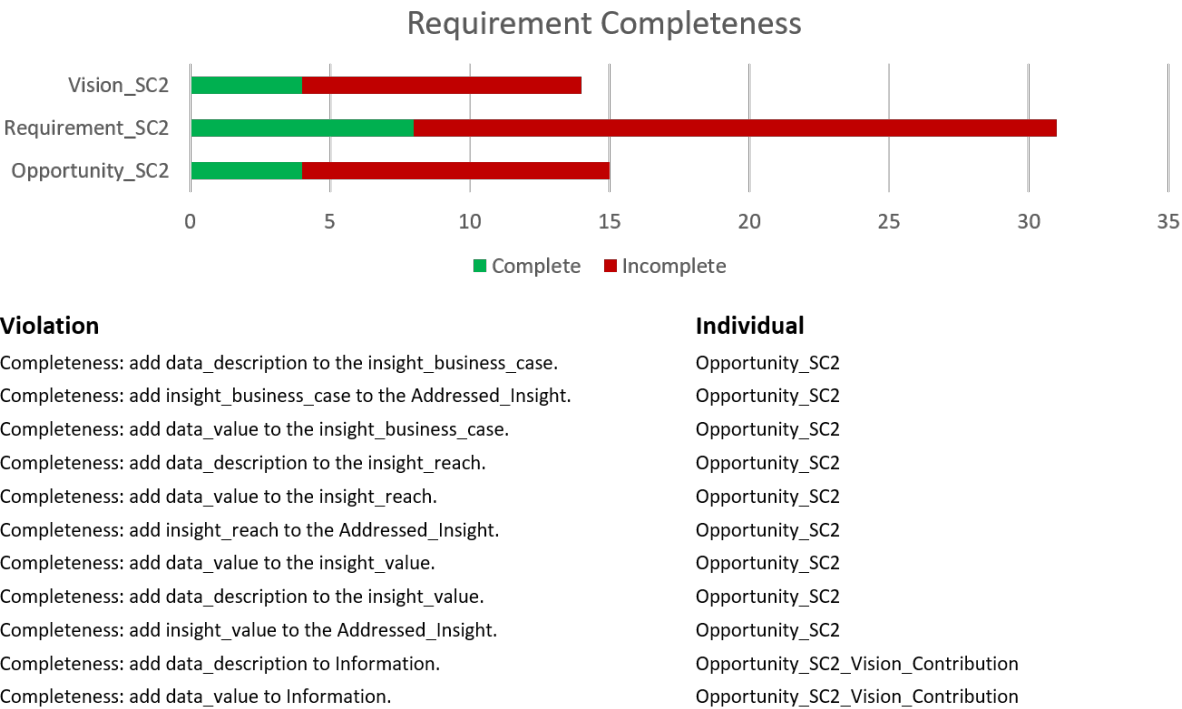 Requirement Completeness
Vision_SC2
Requirement_SC2
Opportunity_SC2
0 5 10 15 20 25 30 35
Complete Incomplete
Violation Individual
Completeness: add data_description to the insight_business_case. Opportunity_SC2
Completeness: add insight_business_case to the Addressed_Insight. Opportunity_SC2
Completeness: add data_value to the insight_business_case. Opportunity_SC2
Completeness: add data_description to the insight_reach. Opportunity_SC2
Completeness: add data_value to the insight_reach. Opportunity_SC2
Completeness: add insight_reach to the Addressed_Insight. Opportunity_SC2
Completeness: add data_value to the insight_value. Opportunity_SC2
Completeness: add data_description to the insight_value. Opportunity_SC2
Completeness: add insight_value to the Addressed_Insight. Opportunity_SC2
Completeness: add data_description to Information. Opportunity_SC2_Vision_Contribution
Completeness: add data_value to Information. Opportunity_SC2_Vision_Contribution